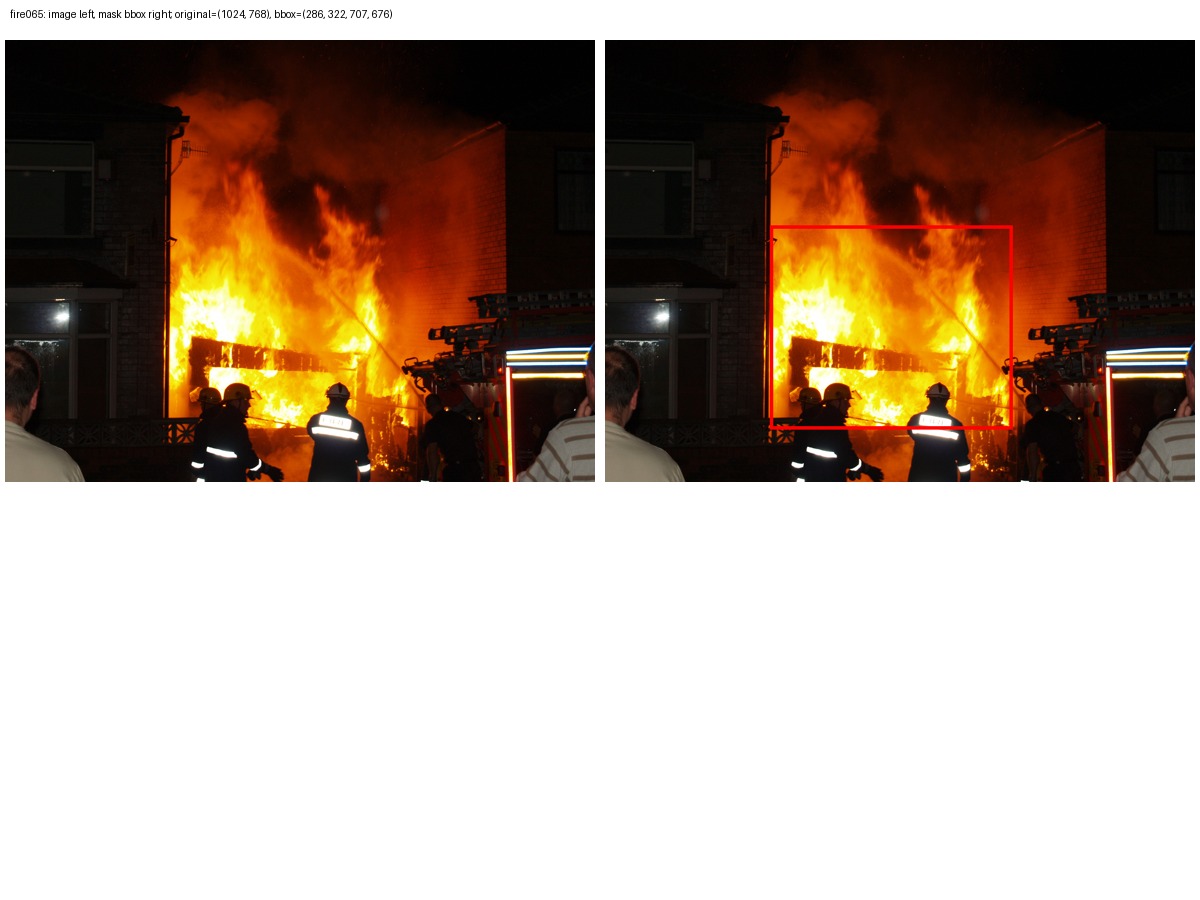 fire065: image left, mask bbox right; original=(1024, 768), bbox=(286, 322, 707, 676)